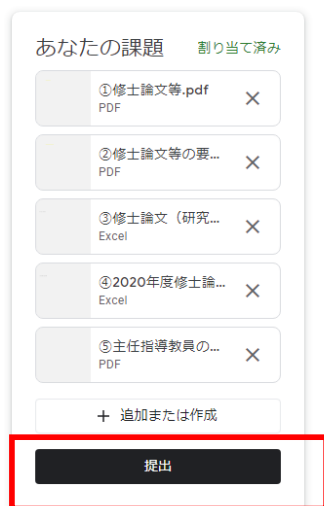 あなたの課題 割り当て済み
①修士論文等.pdf
PDF
②修士論文等の要...
PDF
③修士論文（研究...
Excel
④2020年度修士論...
Excel
⑤主任指導教員の...
PDF
+ 追加または作成
提出